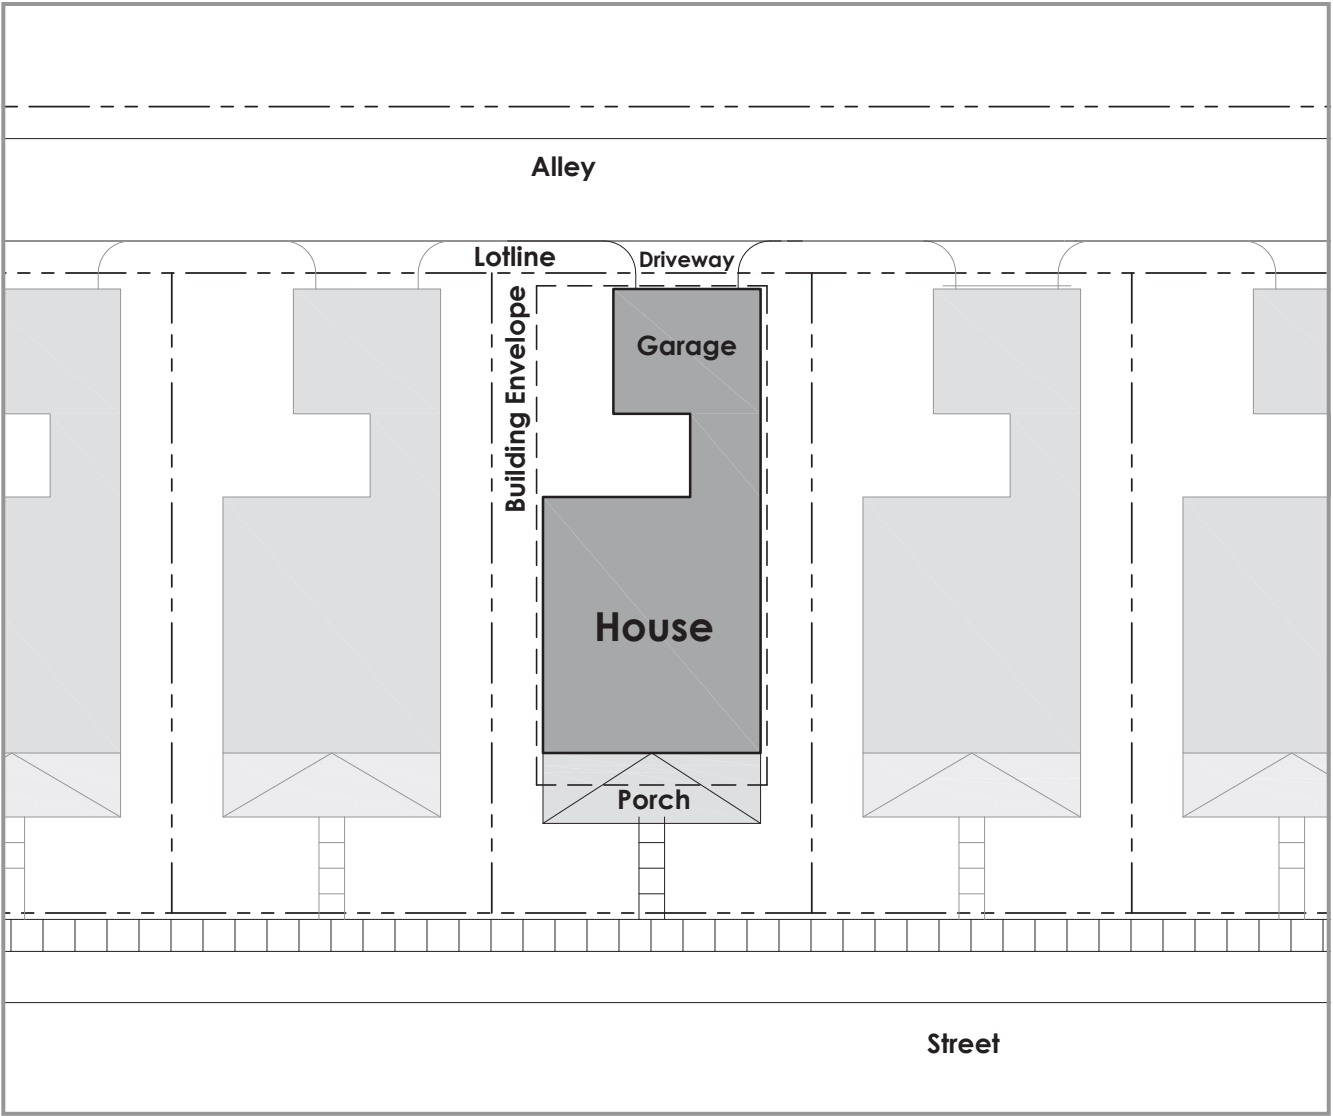 Alley
Lotline
Driveway
Building Envelope
Garage
House
Porch
Street